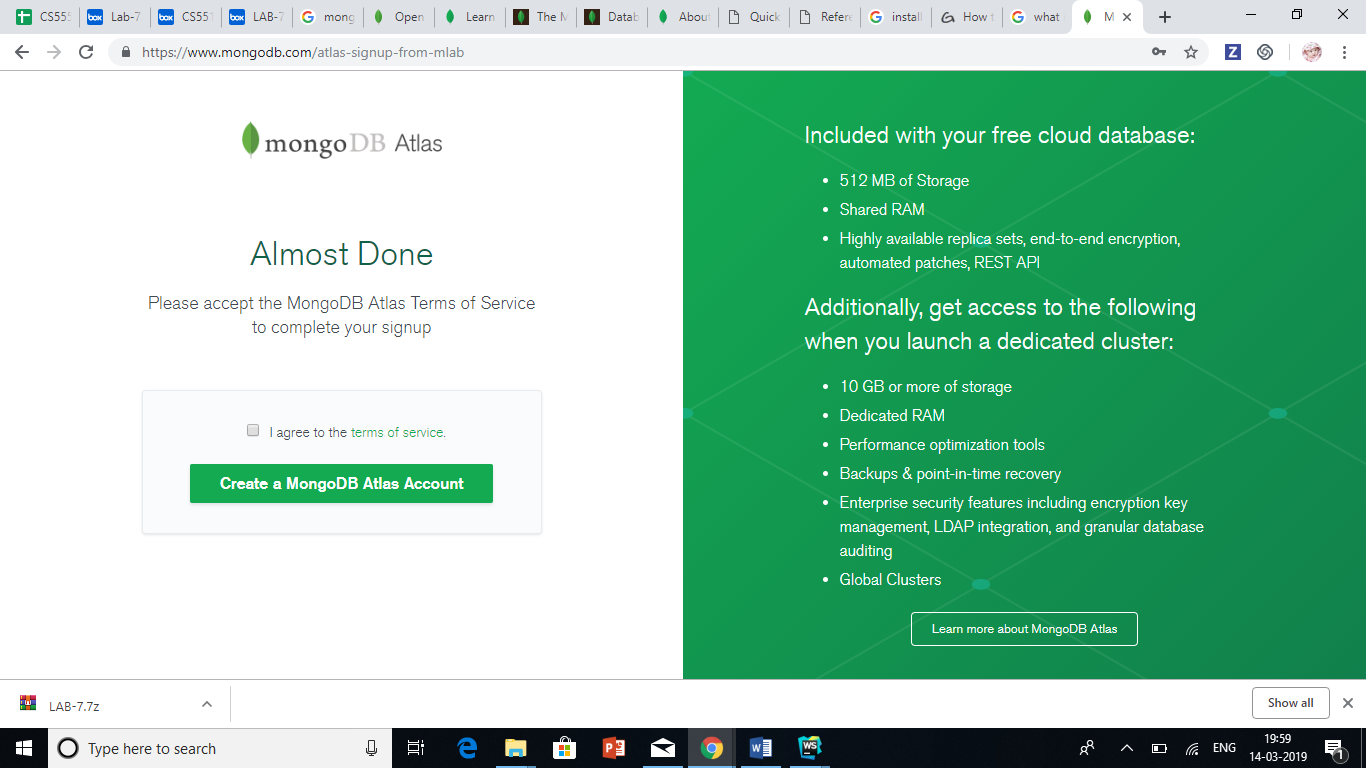 CS555
Lab-7
CS551
LAB-7
mong
Open
Learn
The M
Datab
Abou
Quick
Refere
install
How t
what
M
https://www.mongodb.com/atlas-signup-from-mlab
mongoDB Atlas
Almost Done
Please accept the MongoDB Atlas Terms of Service
to complete your signup
I agree to the terms of service.
Create a MongoDB Atlas Account
Included with your free cloud database:
• 512 MB of Storage
• Shared RAM
• Highly available replica sets, end-to-end encryption,
automated patches, REST API
Additionally, get access to the following
when you launch a dedicated cluster:
• 10 GB or more of storage
• Dedicated RAM
• Performance optimization tools
• Backups & point-in-time recovery
• Enterprise security features including encryption key
management, LDAP integration, and granular database
auditing
• Global Clusters
Learn more about MongoDB Atlas
LAB-7.7z
Show all
Type here to search
ENG
19:59
14-03-2019
1